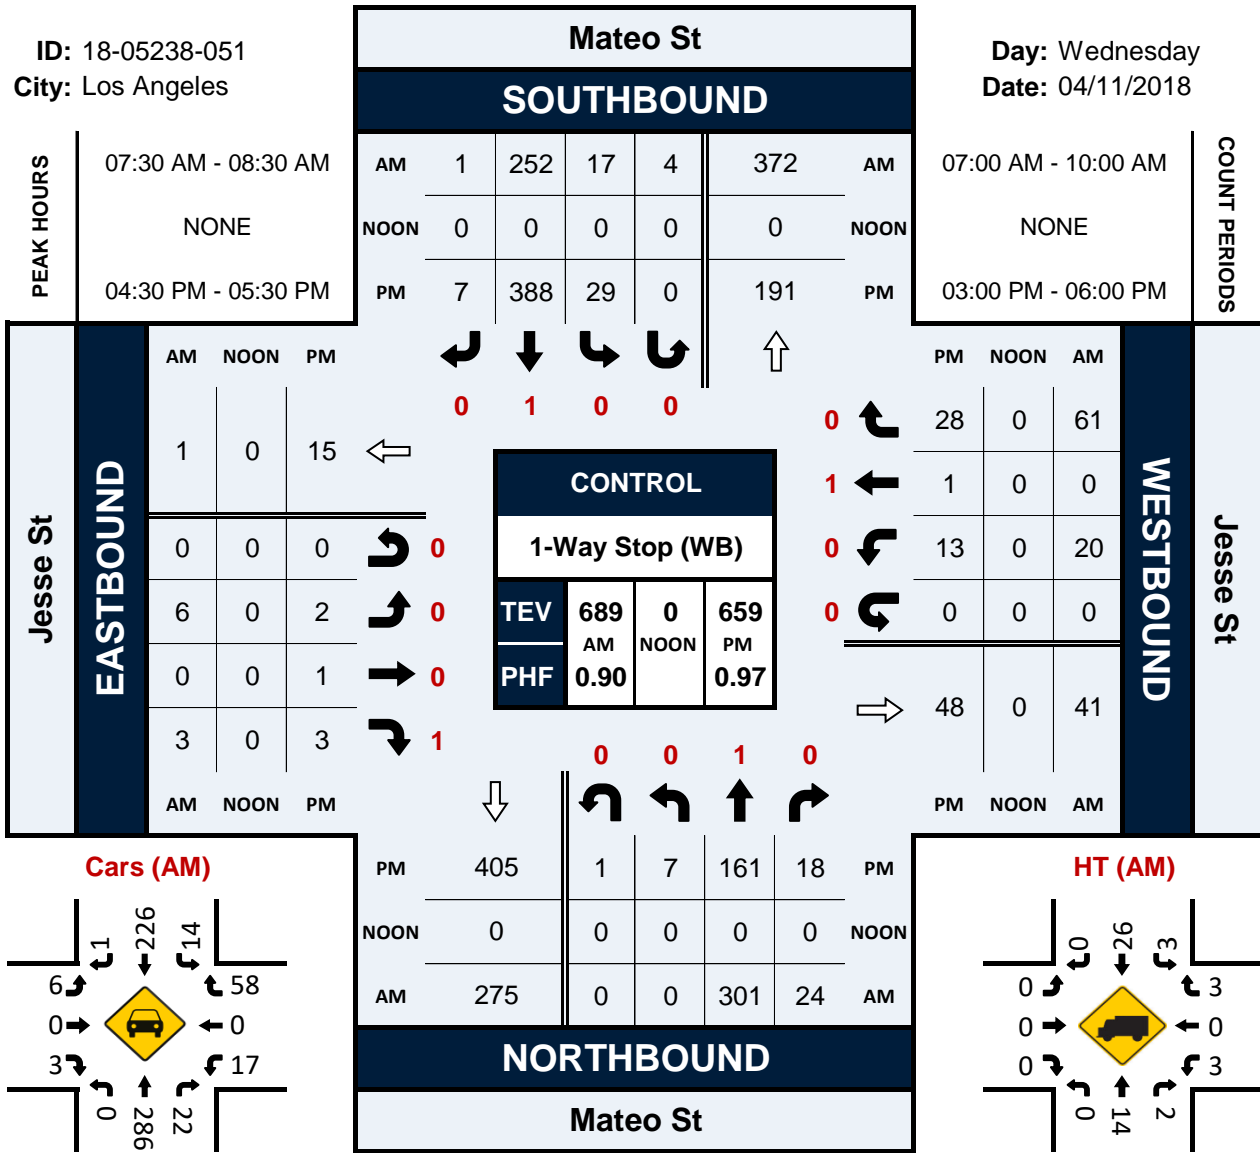 Mateo St
ID: 18-05238-051
City: Los Angeles
Day: Wednesday
Date: 04/11/2018
SOUTHBOUND
PEAK HOURS
07:30 AM - 08:30 AM
NONE
04:30 PM - 05:30 PM
AM 1 252 17 4 372 AM
NOON 0 0 0 0 0 NOON
PM 7 388 29 0 191 PM
07:00 AM - 10:00 AM
NONE
03:00 PM - 06:00 PM
COUNT PERIODS
0 1 0 0
Jesse St
EASTBOUND
AM NOON PM
1 0 15
0 0 0 0
6 0 2 0
0 0 1 0
3 0 3 1
AM NOON PM
CONTROL
1-Way Stop (WB)
TEV 689 0 659
AM NOON PM
PHF 0.90 0.97
PM NOON AM
0 28 0 61
1 1 0 0
0 13 0 20
0 0 0 0
48 0 41
PM NOON AM
WESTBOUND
Jesse St
0 0 1 0
PM 405 1 7 161 18 PM
NOON 0 0 0 0 0 NOON
AM 275 0 0 301 24 AM
NORTHBOUND
Mateo St
Cars (AM)
1 226 14
6 58
0 0
3 17
0 286 22
HT (AM)
0 26 3
0 3
0 0
0 3
0 14 2